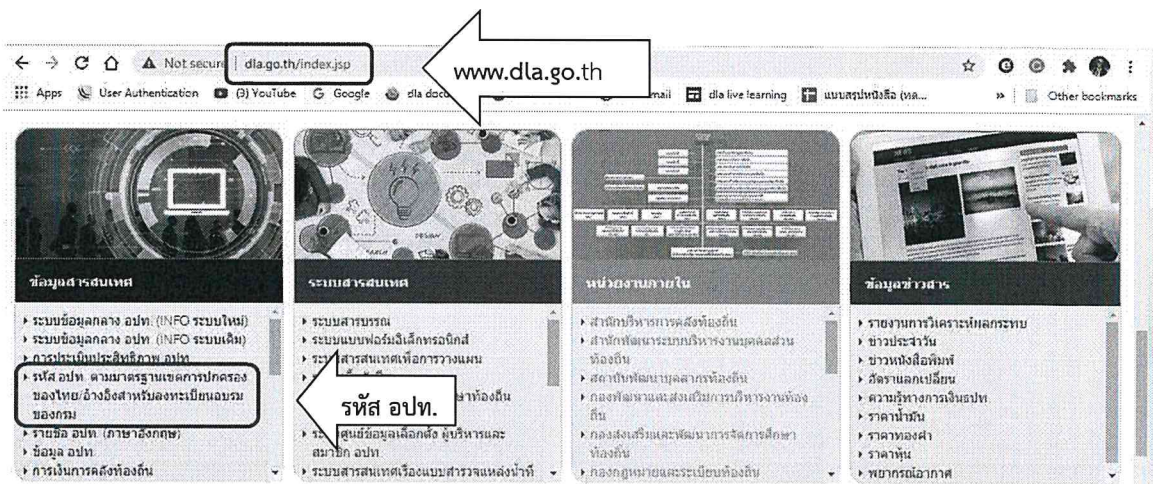 Not secure | dla.go.th/index.jsp
www.dla.go.th
Apps User Authentication (3) YouTube Google dla live learning แบบสรุปหนังสือ (ทด... » Other bookmarks
ข้อมูลสารสนเทศ
ระบบข้อมูลกลาง อปท. (INFO ระบบใหม่)
ระบบข้อมูลกลาง อปท. (INFO ระบบเดิม)
การประเมินประสิทธิภาพ อปท.
รหัส อปท. ตามมาตรฐานเขตการปกครอง
ของไทย/อ้างอิงสำหรับลงทะเบียนอบรม
ของกรม
รายชื่อ อปท. (ภาษาอังกฤษ)
ข้อมูล อปท.
การเงินการคลังท้องถิ่น
รหัส อปท.
ระบบสารสนเทศ
ระบบสารบรรณ
ระบบแบบฟอร์มอิเล็กทรอนิกส์
สารสนเทศเพื่อการวางแผน
ศูนย์ข้อมูลเลือกตั้ง ผู้บริหารและ
สมาชิก อปท.
ระบบสารสนเทศเรื่องแบบสำรวจแหล่งน้ำที่
หน่วยงานภายใน
สำนักบริหารการคลังท้องถิ่น
สำนักพัฒนาระบบบริหารงานบุคคลส่วน
ท้องถิ่น
สถาบันพัฒนาบุคลากรท้องถิ่น
กองพัฒนาและส่งเสริมการบริหารงานท้อง
ถิ่น
กองส่งเสริมและพัฒนาการจัดการศึกษา
ท้องถิ่น
กองกฎหมายและระเบียบท้องถิ่น
ข้อมูลข่าวสาร
รายงานการวิเคราะห์ผลกระทบ
ข่าวประจำวัน
ข่าวหนังสือพิมพ์
อัตราแลกเปลี่ยน
ความรู้ทางการเงินธปท.
ราคาน้ำมัน
ราคาทองคำ
ราคาหุ้น
พยากรณ์อากาศ